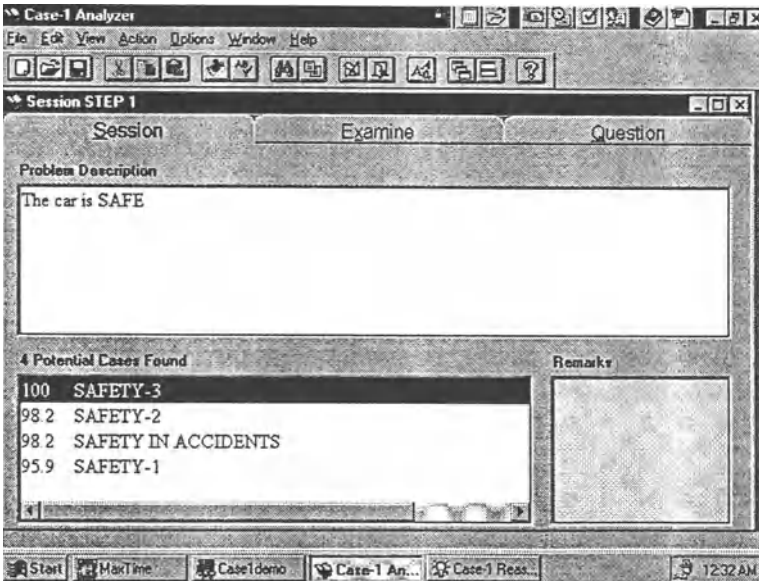 Case-1 Analyzer
File Edit View Action Options Window Help
Session STEP 1
Session Examine Question
Problem Description
The car is SAFE
4 Potential Cases Found
Remarks
100 SAFETY-3
98.2 SAFETY-2
98.2 SAFETY IN ACCIDENTS
95.9 SAFETY-1
Start MaxTime Case1demo Case-1 An... Case-1 Reas... 12:32 AM